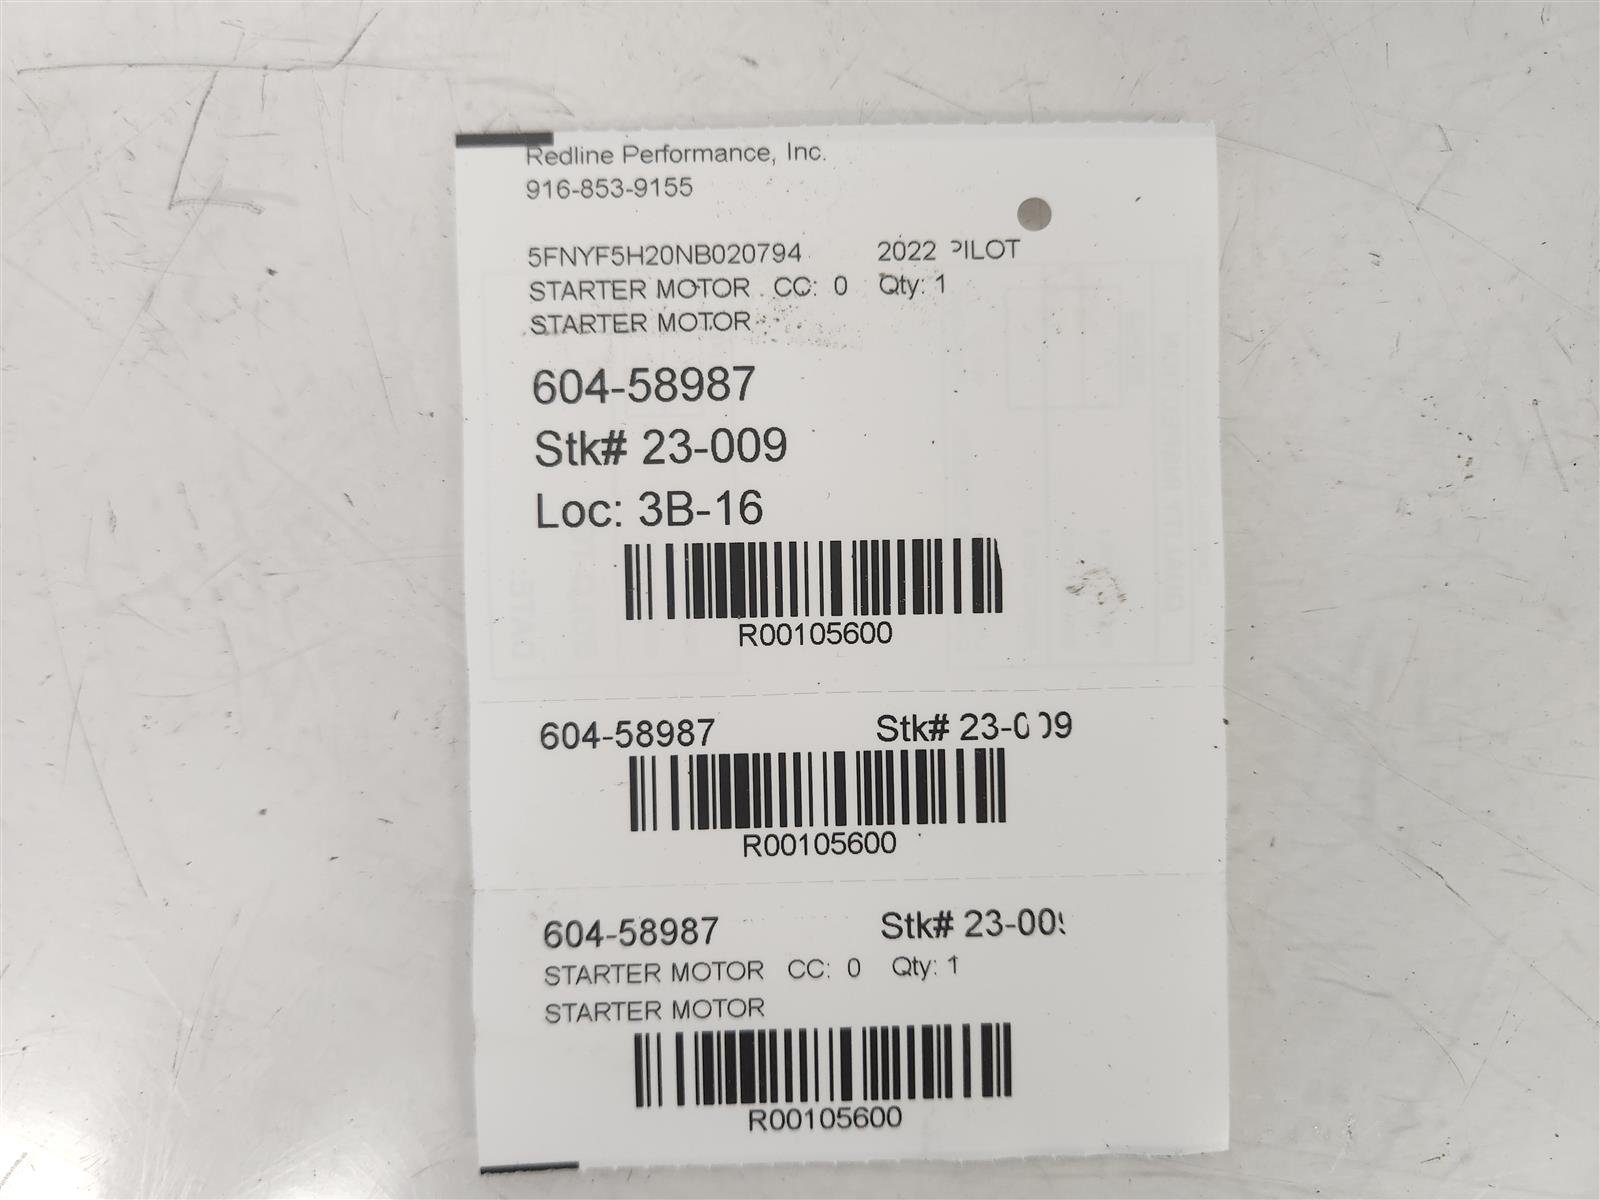 Redline Performance, Inc.
916-853-9155
5FNYF5H20NB020794 2022 PILOT
STARTER MOTOR CC: 0 Qty: 1
STARTER MOTOR
604-58987
Stk# 23-009
Loc: 3B-16
R00105600
604-58987 Stk# 23-009
R00105600
604-58987 Stk# 23-009
STARTER MOTOR CC: 0 Qty: 1
STARTER MOTOR
R00105600